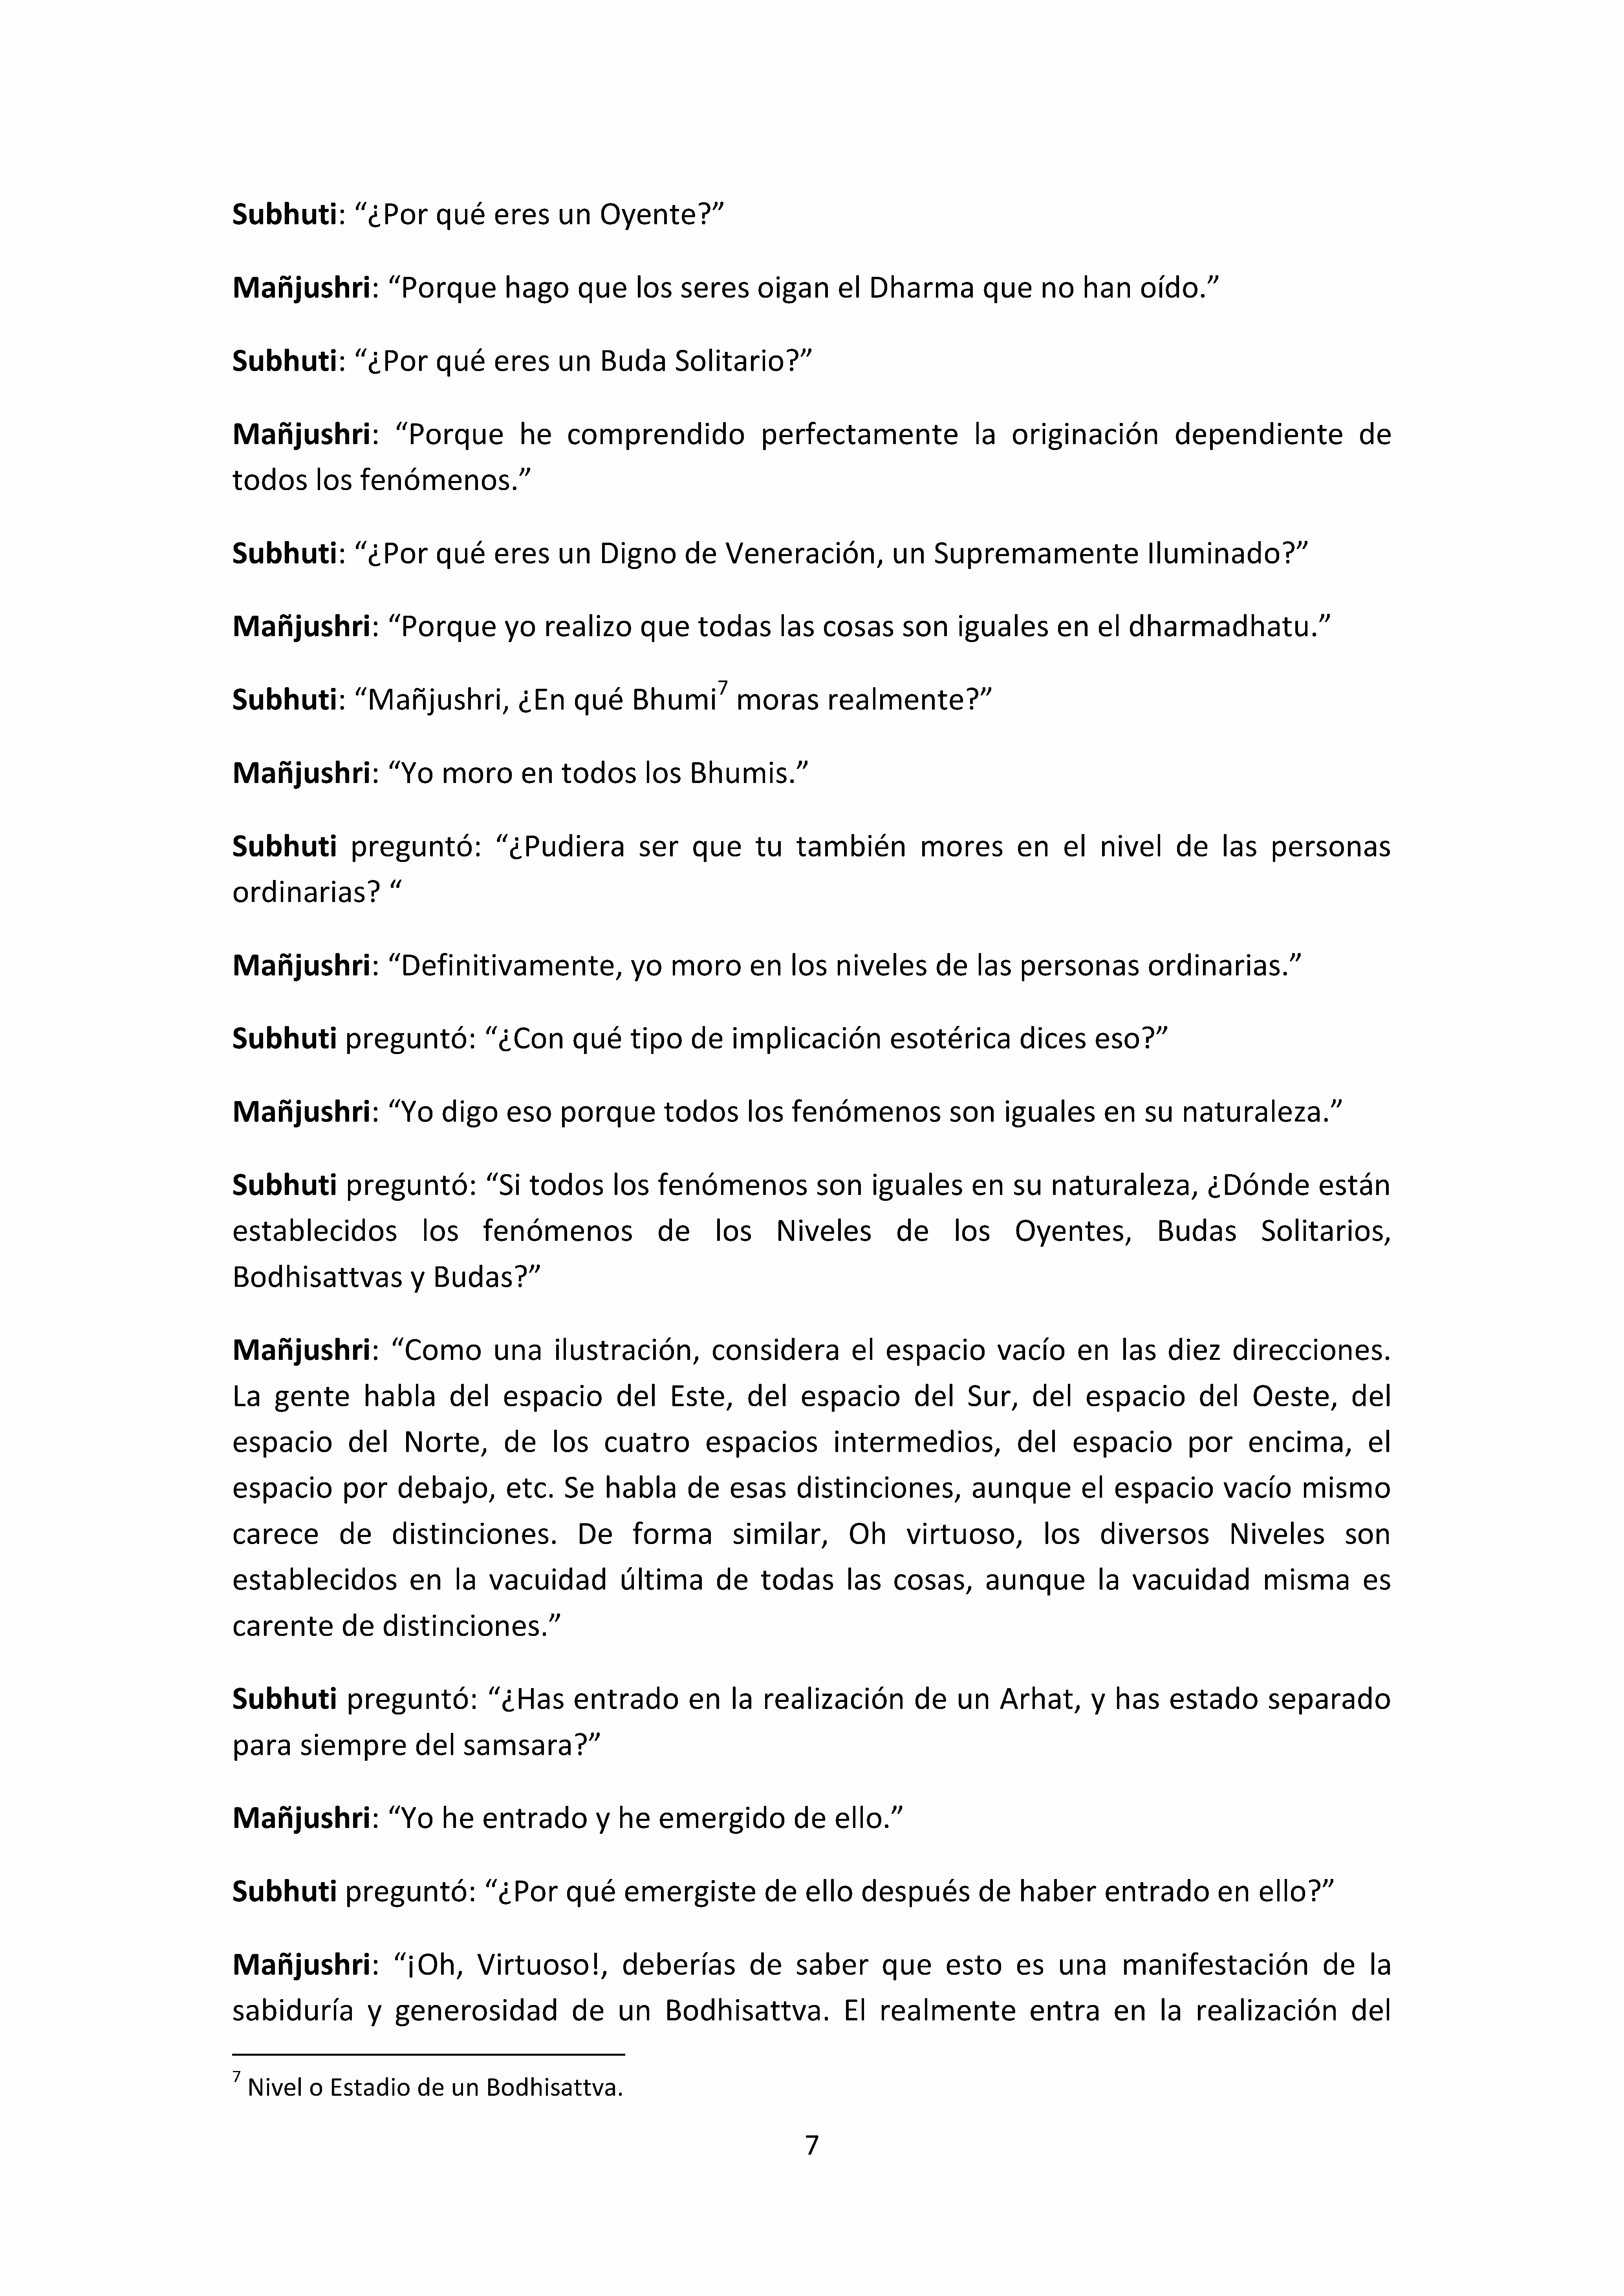 Subhuti: “¿Por qué eres un Oyente?”
Mañjushri: “Porque hago que los seres oigan el Dharma que no han oído.”
Subhuti: “¿Por qué eres un Buda Solitario?”
Mañjushri: “Porque he comprendido perfectamente la originación dependiente de
todos los fenómenos.”
Subhuti: “¿Por qué eres un Digno de Veneración, un Supremamente Iluminado?”
Mañjushri: “Porque yo realizo que todas las cosas son iguales en el dharmadhatu.”
Subhuti: “Mañjushri, ¿En qué Bhumi7 moras realmente?”
Mañjushri: “Yo moro en todos los Bhumis.”
Subhuti preguntó: “¿Pudiera ser que tu también mores en el nivel de las personas
ordinarias? “
Mañjushri: “Definitivamente, yo moro en los niveles de las personas ordinarias.”
Subhuti preguntó: “¿Con qué tipo de implicación esotérica dices eso?”
Mañjushri: “Yo digo eso porque todos los fenómenos son iguales en su naturaleza.”
Subhuti preguntó: “Si todos los fenómenos son iguales en su naturaleza, ¿Dónde están
establecidos los fenómenos de los Niveles de los Oyentes, Budas Solitarios,
Bodhisattvas y Budas?”
Mañjushri: “Como una ilustración, considera el espacio vacío en las diez direcciones.
La gente habla del espacio del Este, del espacio del Sur, del espacio del Oeste, del
espacio del Norte, de los cuatro espacios intermedios, del espacio por encima, el
espacio por debajo, etc. Se habla de esas distinciones, aunque el espacio vacío mismo
carece de distinciones. De forma similar, Oh virtuoso, los diversos Niveles son
establecidos en la vacuidad última de todas las cosas, aunque la vacuidad misma es
carente de distinciones.”
Subhuti preguntó: “¿Has entrado en la realización de un Arhat, y has estado separado
para siempre del samsara?”
Mañjushri: “Yo he entrado y he emergido de ello.”
Subhuti preguntó: “¿Por qué emergiste de ello después de haber entrado en ello?”
Mañjushri: “¡Oh, Virtuoso!, deberías de saber que esto es una manifestación de la
sabiduría y generosidad de un Bodhisattva. El realmente entra en la realización del
7 Nivel o Estadio de un Bodhisattva.
7